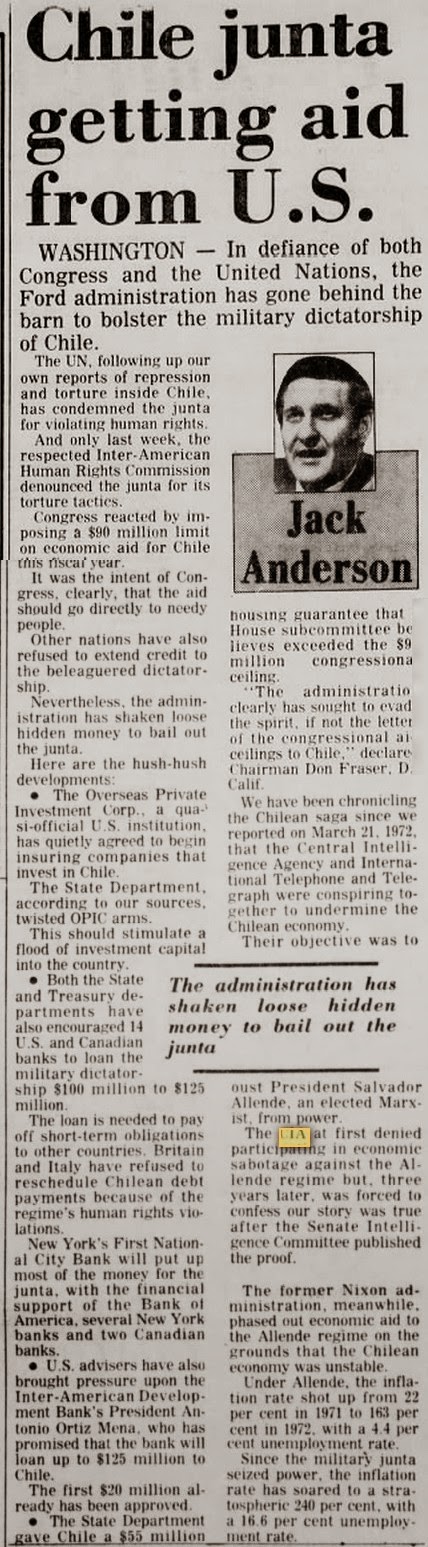 Chile junta
getting aid
from U.S.
WASHINGTON — In defiance of both
Congress and the United Nations, the
Ford administration has gone behind the
barn to bolster the military dictatorship
of Chile.
The UN, following up our
own reports of repression
and torture inside Chile,
has condemned the junta
for violating human rights.
And only last week, the
respected Inter-American
Human Rights Commission
denounced the junta for its
torture tactics.
Congress reacted by im-
posing a $90 million limit
on economic aid for Chile
this fiscal year.
It was the intent of Con-
gress, clearly, that the aid
should go directly to needy
people.
Other nations have also
refused to extend credit to
the beleaguered dictator-
ship.
Nevertheless, the admin-
istration has shaken loose
hidden money to bail out
the junta.
Here are the hush-hush
developments:
• The Overseas Private
Investment Corp., a qua-
si-official U.S. institution,
has quietly agreed to begin
insuring companies that
invest in Chile.
The State Department,
according to our sources,
twisted OPIC arms.
This should stimulate a
flood of investment capital
into the country.
• Both the State
and Treasury de-
partments have
also encouraged 14
U.S. and Canadian
banks to loan the
military dictator-
ship $100 million to $125
million.
The loan is needed to pay
off short-term obligations
to other countries. Britain
and Italy have refused to
reschedule Chilean debt
payments because of the
regime's human rights vio-
lations.
New York's First Nation-
al City Bank will put up
most of the money for the
junta, with the financial
support of the Bank of
America, several New York
banks and two Canadian
banks.
• U.S. advisers have also
brought pressure upon the
Inter-American Develop-
ment Bank's President An-
tonio Ortiz Mena, who has
promised that the bank will
loan up to $125 million to
Chile.
The first $20 million al-
ready has been approved.
• The State Department
gave Chile a $55 million
Jack
Anderson
housing guarantee that
House subcommittee be
lieves exceeded the $9
million congressiona
ceiling.
"The administratio
clearly has sought to evad
the spirit, if not the letter
of the congressional ai
ceilings to Chile," declare
Chairman Don Fraser, D.
Calif.
We have been chronicling
the Chilean saga since we
reported on March 21, 1972,
that the Central Intelli-
gence Agency and Interna-
tional Telephone and Tele-
graph were conspiring to-
gether to undermine the
Chilean economy.
Their objective was to
The administration has
shaken loose hidden
money to bail out the
junta
oust President Salvador
Allende, an elected Marx-
ist, from power.
The CIA at first denied
participating in economic
sabotage against the Al-
lende regime but, three
years later, was forced to
confess our story was true
after the Senate Intelli-
gence Committee published
the proof.
The former Nixon ad-
ministration, meanwhile,
phased out economic aid to
the Allende regime on the
grounds that the Chilean
economy was unstable.
Under Allende, the infla-
tion rate shot up from 22
per cent in 1971 to 163 per
cent in 1972, with a 4.4 per
cent unemployment rate.
Since the military junta
seized power, the inflation
rate has soared to a stra-
tospheric 240 per cent, with
a 16.6 per cent unemploy-
ment rate.